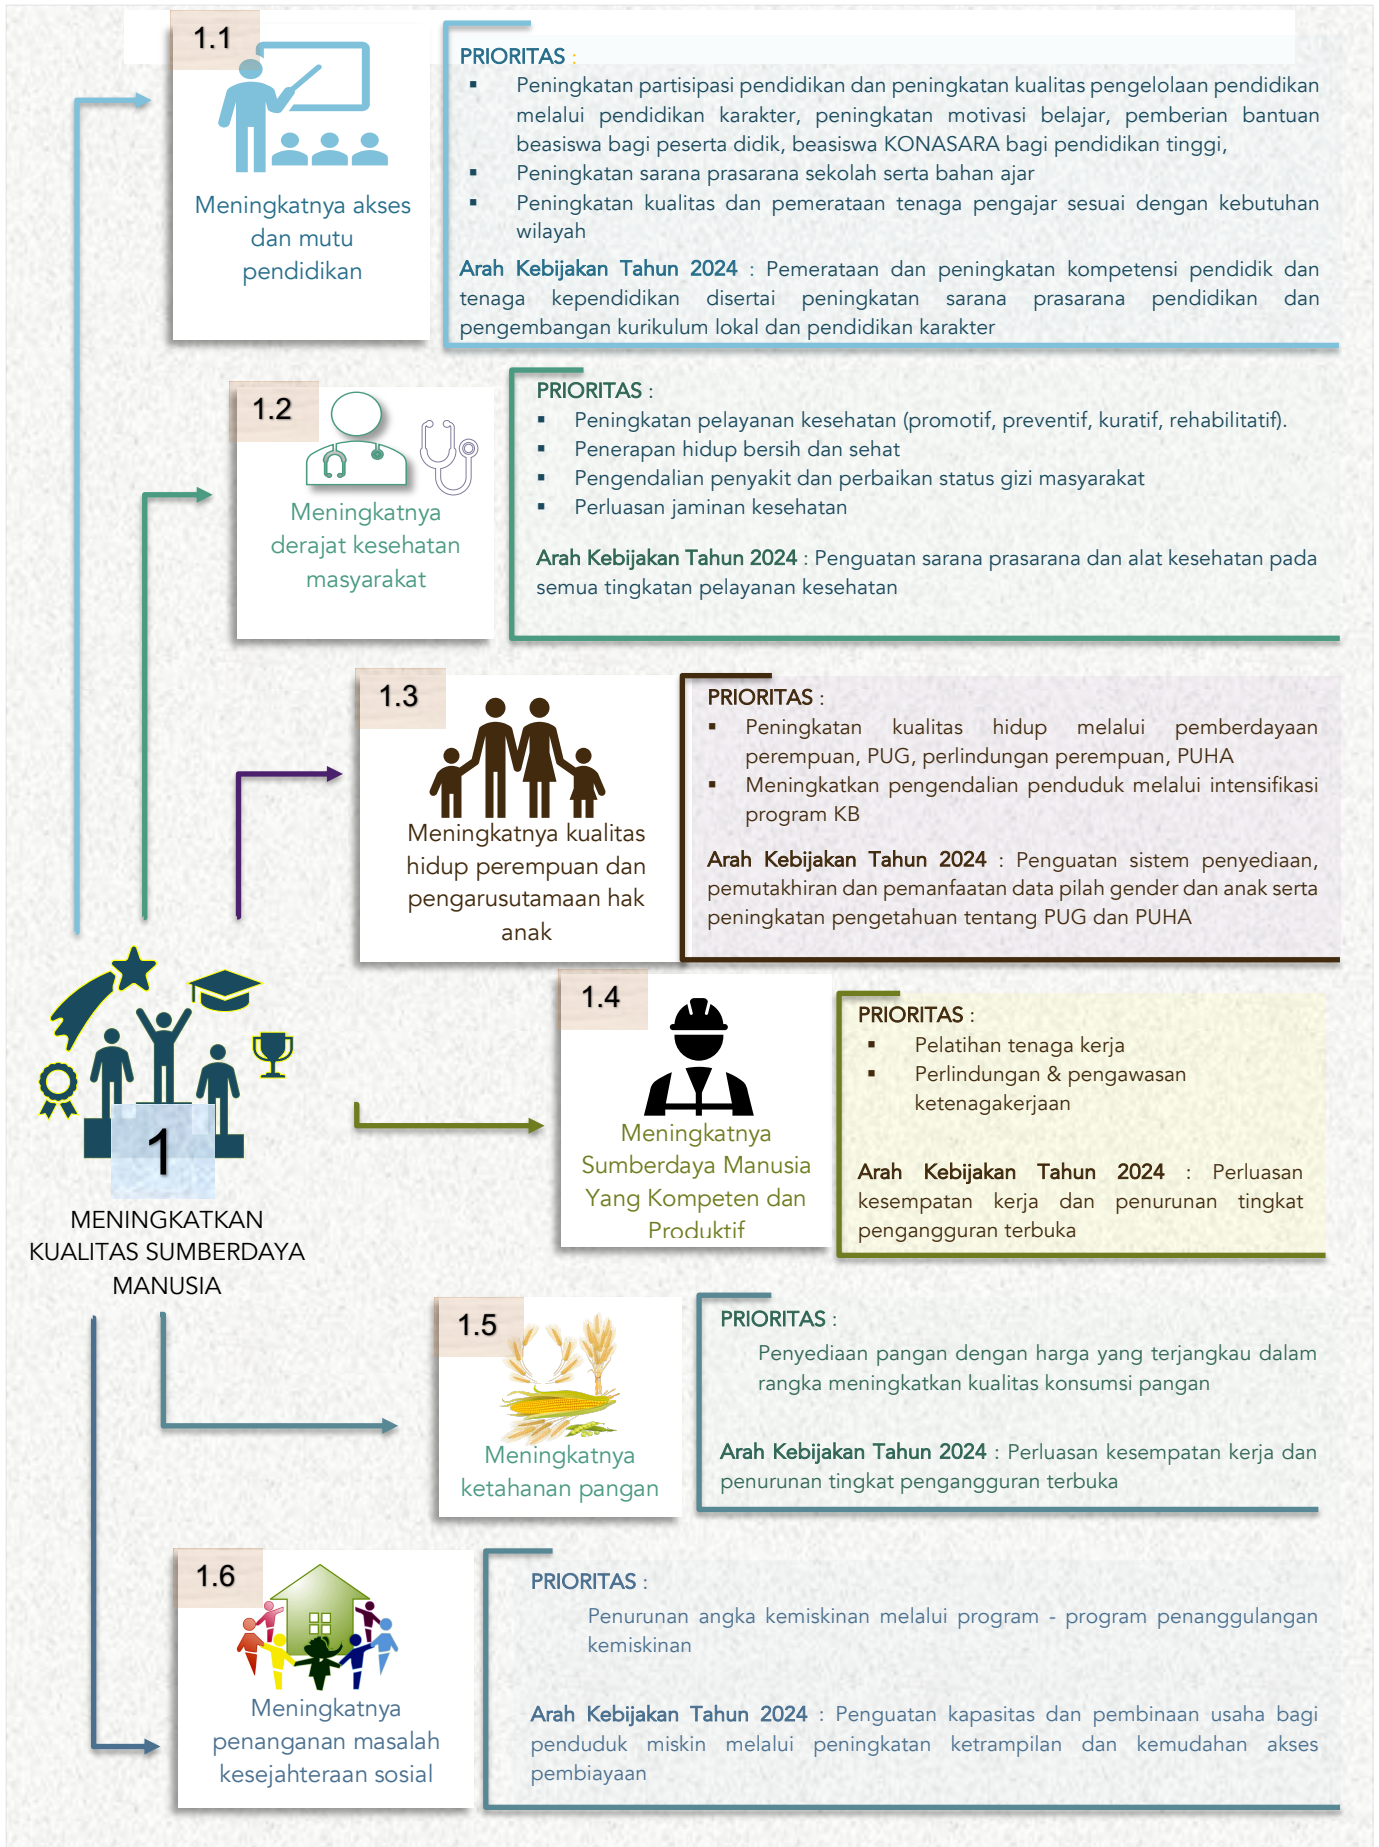 1.1
Meningkatnya akses
dan mutu
pendidikan
PRIORITAS :
▪ Peningkatan partisipasi pendidikan dan peningkatan kualitas pengelolaan pendidikan
melalui pendidikan karakter, peningkatan motivasi belajar, pemberian bantuan
beasiswa bagi peserta didik, beasiswa KONASARA bagi pendidikan tinggi,
▪ Peningkatan sarana prasarana sekolah serta bahan ajar
▪ Peningkatan kualitas dan pemerataan tenaga pengajar sesuai dengan kebutuhan
wilayah
Arah Kebijakan Tahun 2024 : Pemerataan dan peningkatan kompetensi pendidik dan
tenaga kependidikan disertai peningkatan sarana prasarana pendidikan dan
pengembangan kurikulum lokal dan pendidikan karakter
1.2
Meningkatnya
derajat kesehatan
masyarakat
PRIORITAS :
▪ Peningkatan pelayanan kesehatan (promotif, preventif, kuratif, rehabilitatif).
▪ Penerapan hidup bersih dan sehat
▪ Pengendalian penyakit dan perbaikan status gizi masyarakat
▪ Perluasan jaminan kesehatan
Arah Kebijakan Tahun 2024 : Penguatan sarana prasarana dan alat kesehatan pada
semua tingkatan pelayanan kesehatan
1.3
Meningkatnya kualitas
hidup perempuan dan
pengarusutamaan hak
anak
PRIORITAS :
▪ Peningkatan kualitas hidup melalui pemberdayaan
perempuan, PUG, perlindungan perempuan, PUHA
▪ Meningkatkan pengendalian penduduk melalui intensifikasi
program KB
Arah Kebijakan Tahun 2024 : Penguatan sistem penyediaan,
pemutakhiran dan pemanfaatan data pilah gender dan anak serta
peningkatan pengetahuan tentang PUG dan PUHA
1.4
Meningkatnya
Sumberdaya Manusia
Yang Kompeten dan
Produktif
PRIORITAS :
▪ Pelatihan tenaga kerja
▪ Perlindungan & pengawasan
ketenagakerjaan
Arah Kebijakan Tahun 2024 : Perluasan
kesempatan kerja dan penurunan tingkat
pengangguran terbuka
1
MENINGKATKAN
KUALITAS SUMBERDAYA
MANUSIA
1.5
Meningkatnya
ketahanan pangan
PRIORITAS :
Penyediaan pangan dengan harga yang terjangkau dalam
rangka meningkatkan kualitas konsumsi pangan
Arah Kebijakan Tahun 2024 : Perluasan kesempatan kerja dan
penurunan tingkat pengangguran terbuka
1.6
Meningkatnya
penanganan masalah
kesejahteraan sosial
PRIORITAS :
Penurunan angka kemiskinan melalui program - program penanggulangan
kemiskinan
Arah Kebijakan Tahun 2024 : Penguatan kapasitas dan pembinaan usaha bagi
penduduk miskin melalui peningkatan ketrampilan dan kemudahan akses
pembiayaan